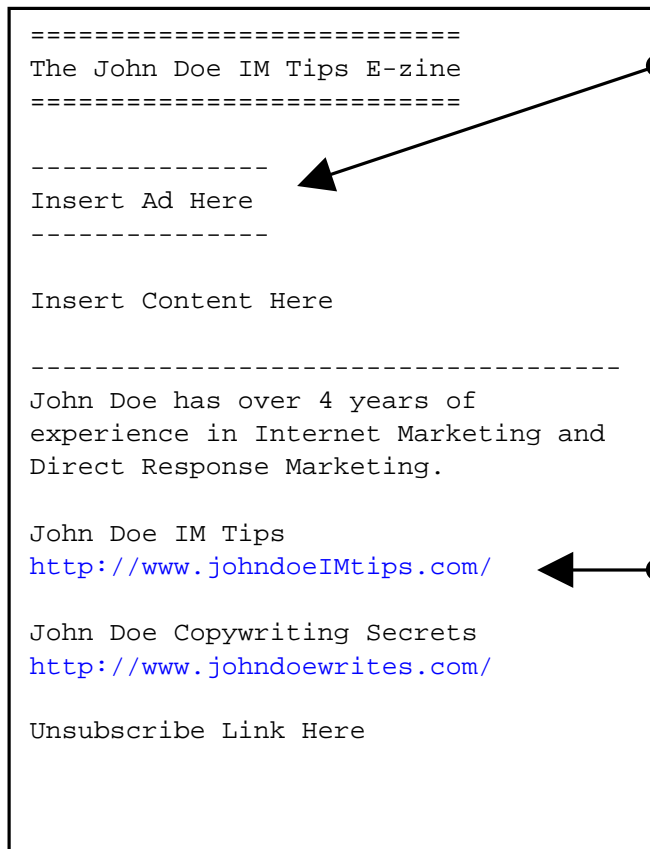 ===========================
The John Doe IM Tips E-zine
===========================
---------------
Insert Ad Here
---------------
Insert Content Here
-------------------------------------
John Doe has over 4 years of
experience in Internet Marketing and
Direct Response Marketing.
John Doe IM Tips
http://www.johndoeIMtips.com/
John Doe Copywriting Secrets
http://www.johndoewrites.com/
Unsubscribe Link Here